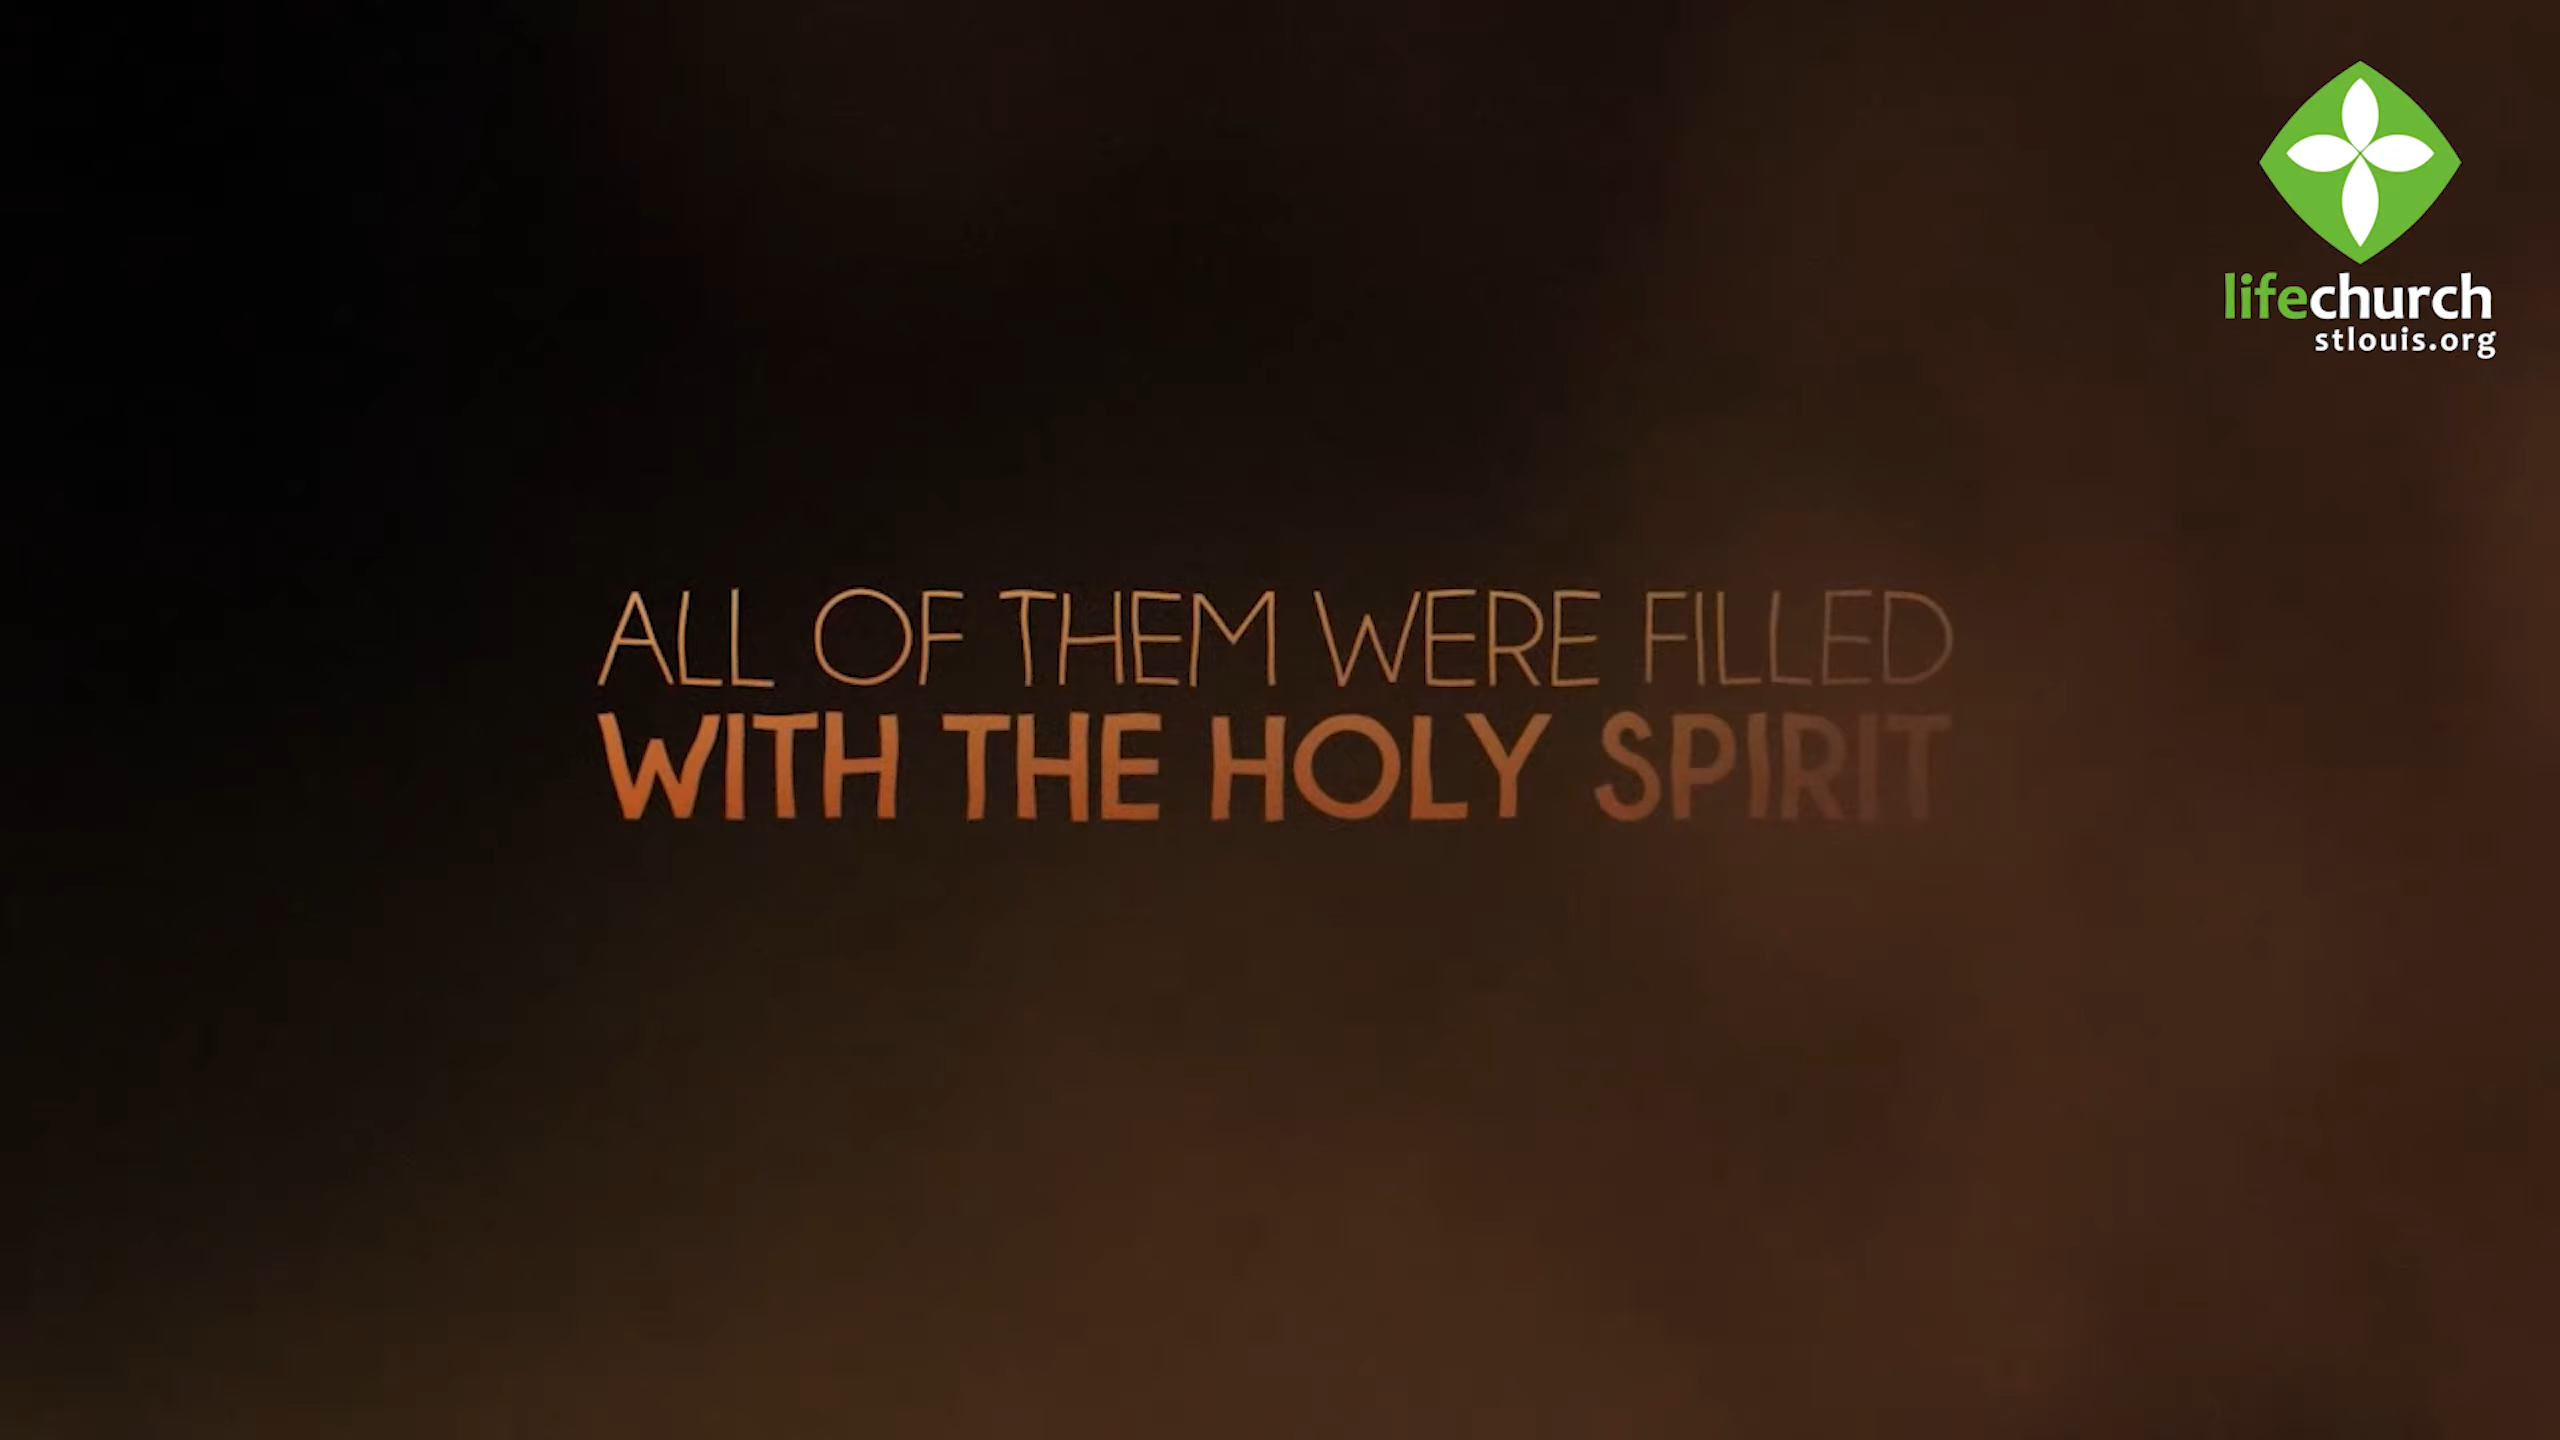 lifechurch
stlouis.org
ALL OF THEM WERE FILLED
WITH THE HOLY SPIRIT